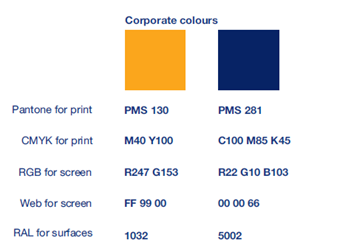 Corporate colours
Pantone for print PMS 130 PMS 281
CMYK for print M40 Y100 C100 M85 K45
RGB for screen R247 G153 R22 G10 B103
Web for screen FF 99 00 00 00 66
RAL for surfaces 1032 5002